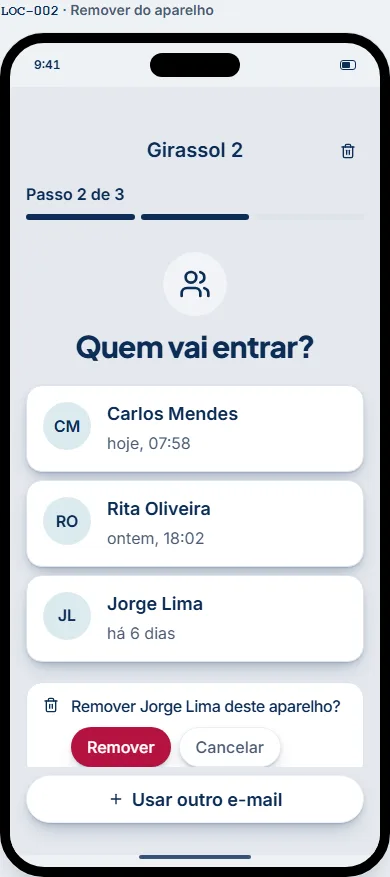 LOC-002 · Remover do aparelho
9:41
Girassol 2
Passo 2 de 3
Quem vai entrar?
CM
Carlos Mendes
hoje, 07:58
RO
Rita Oliveira
ontem, 18:02
JL
Jorge Lima
há 6 dias
Remover Jorge Lima deste aparelho?
Remover
Cancelar
+ Usar outro e-mail